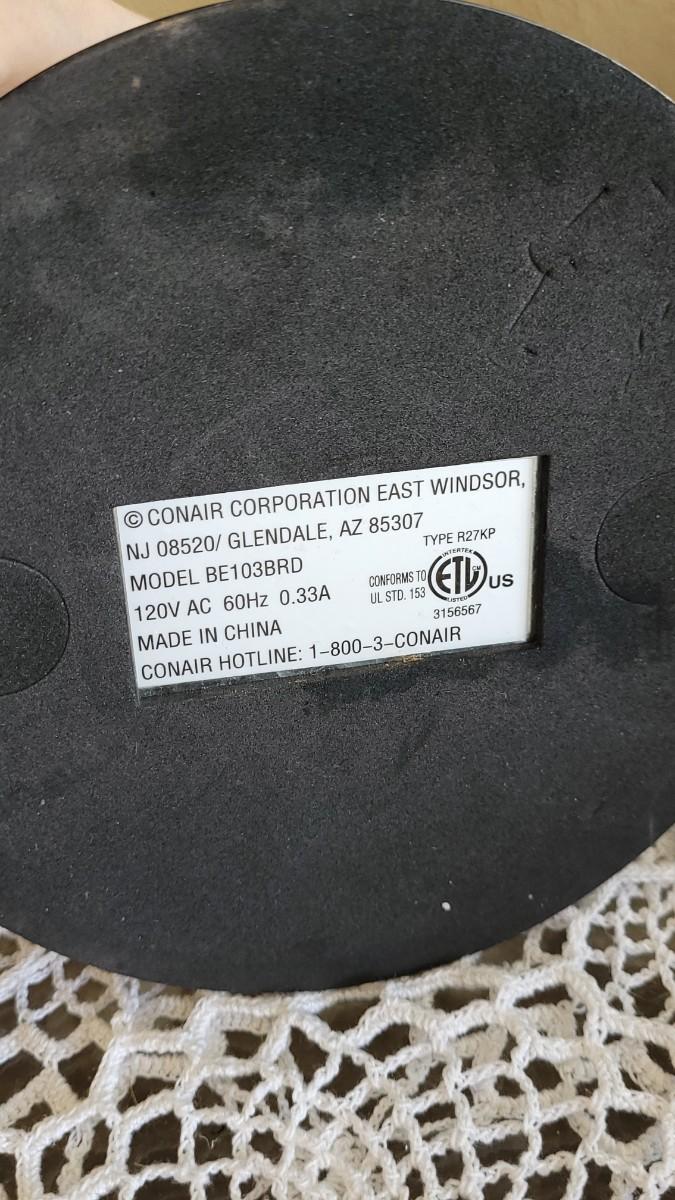 © CONAIR CORPORATION EAST WINDSOR,
NJ 08520/ GLENDALE, AZ 85307
TYPE R27KP
MODEL BE103BRD
120V AC 60Hz 0.33A
CONFORMS TO
UL STD. 153
INTERTEK
ETL CM
LISTED
US
3156567
MADE IN CHINA
CONAIR HOTLINE: 1-800-3-CONAIR